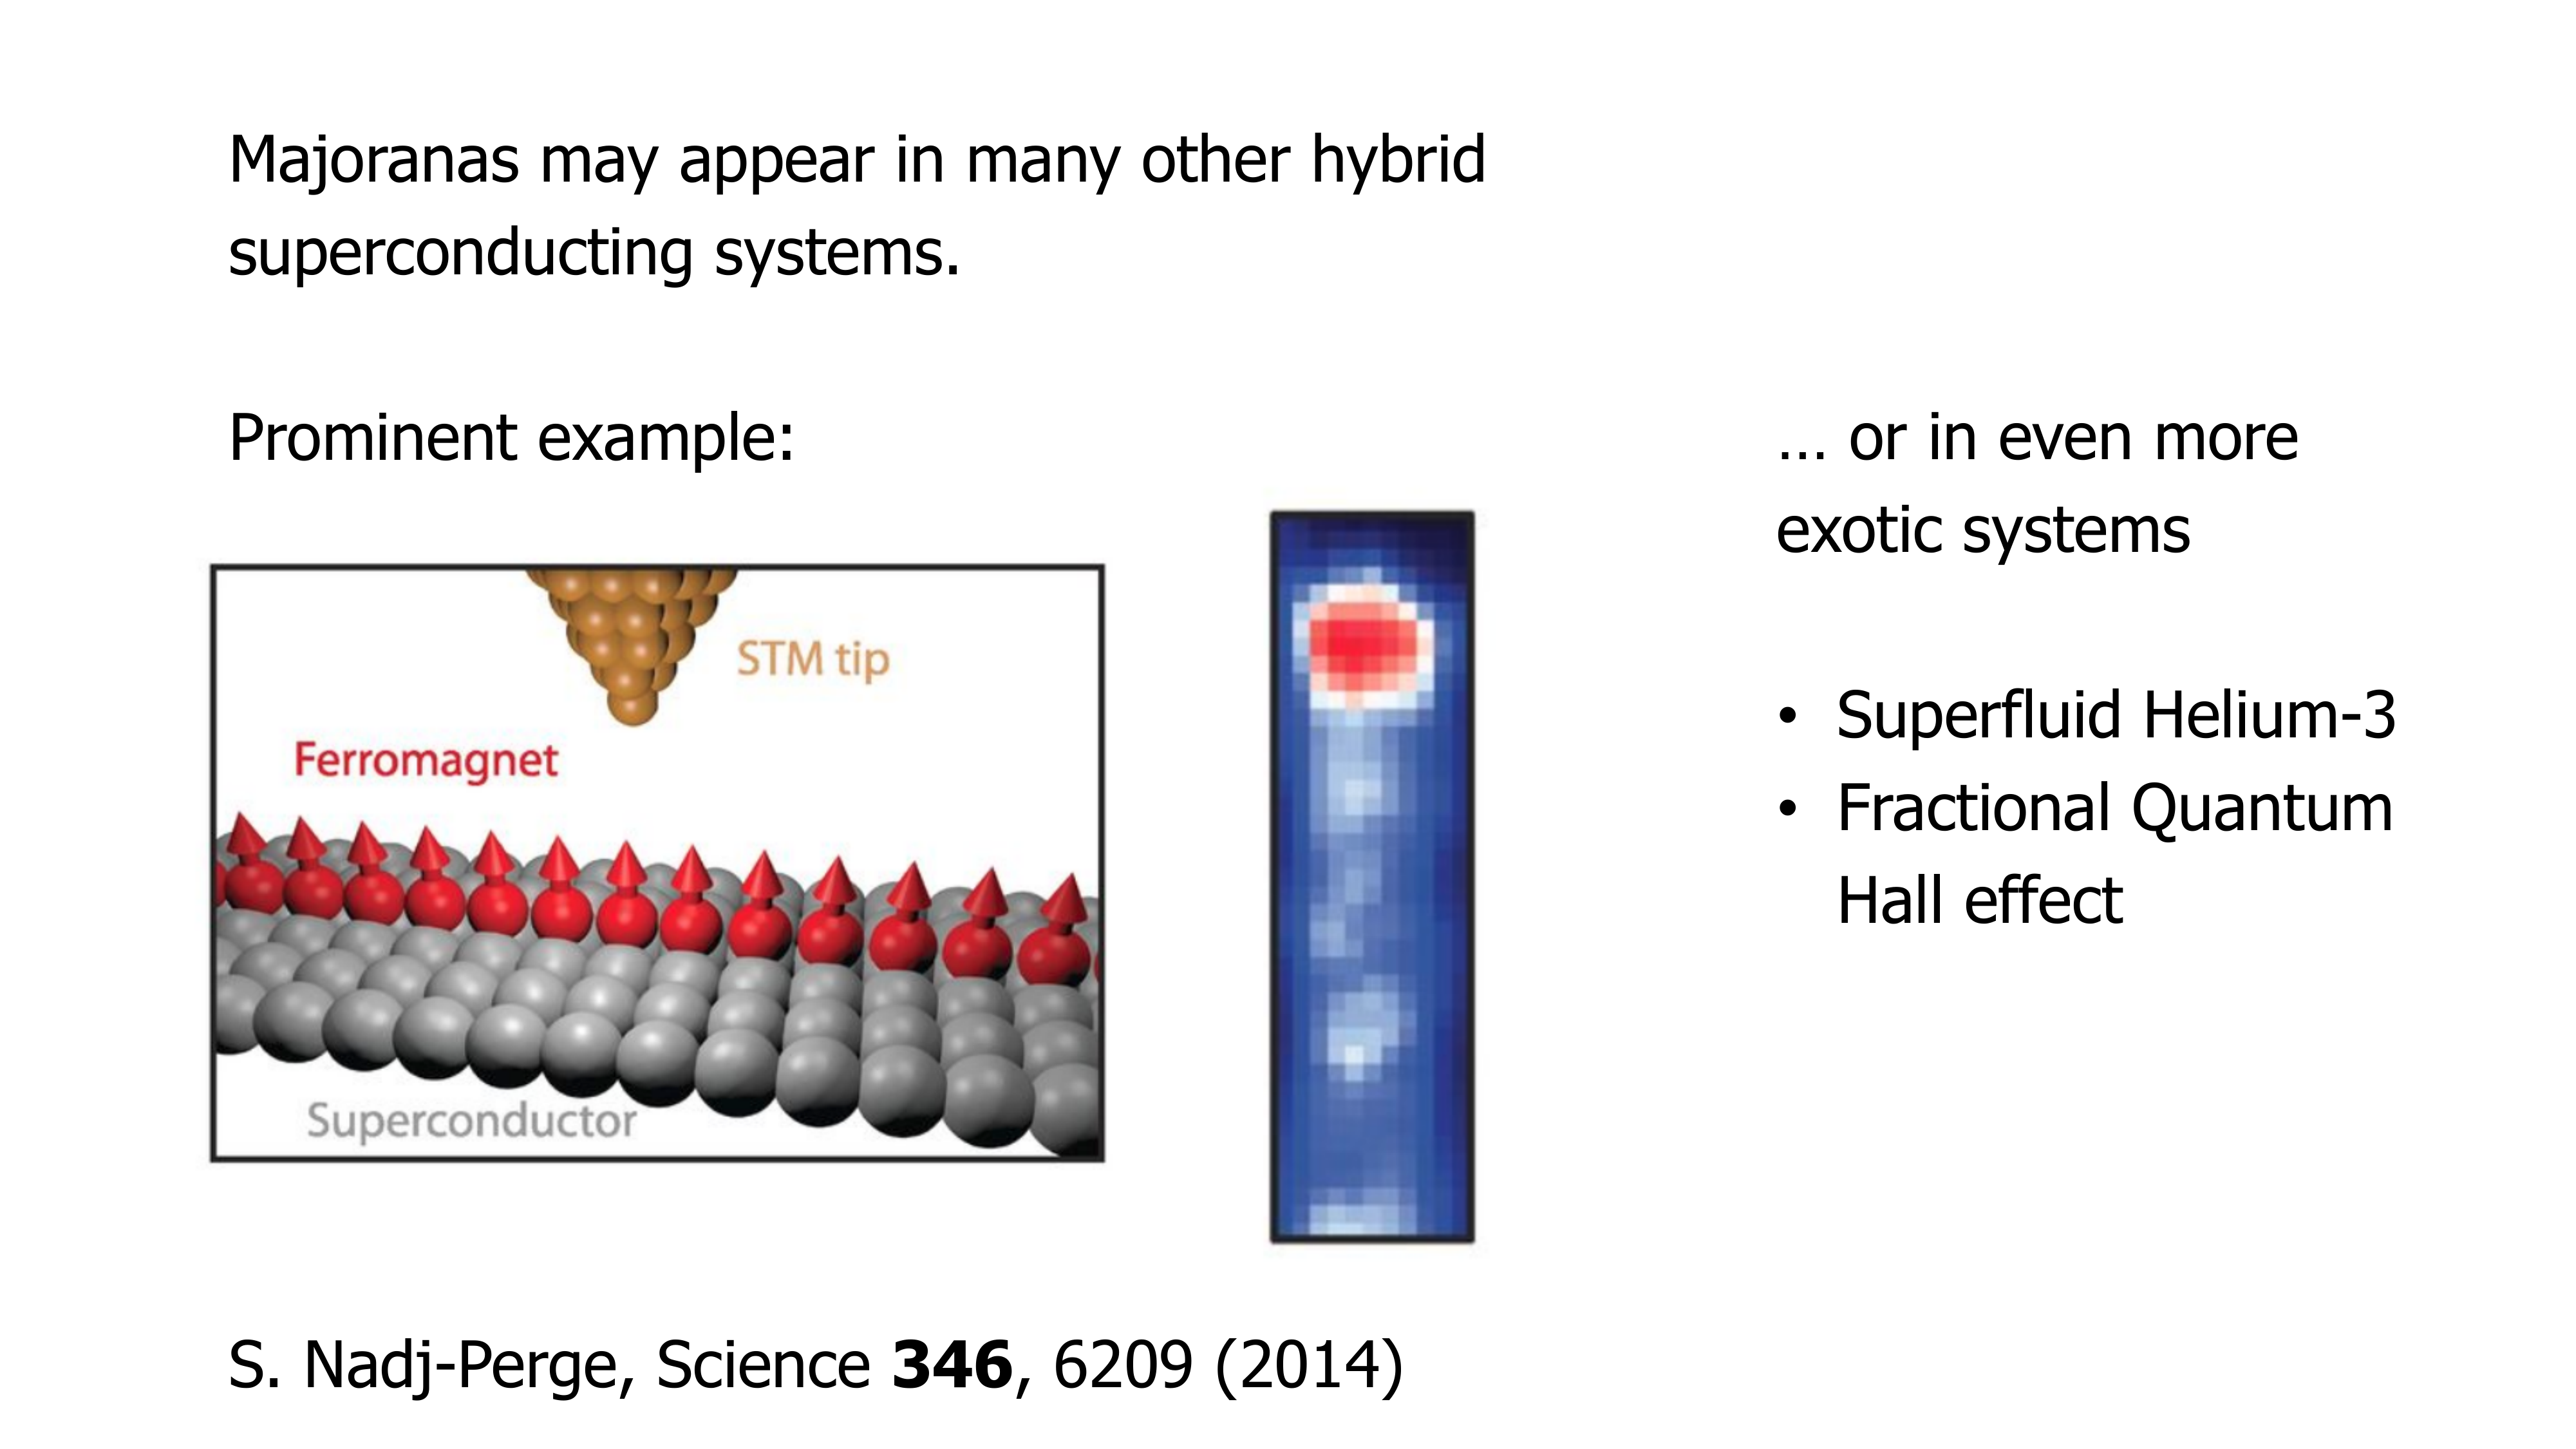 Majoranas may appear in many other hybrid
superconducting systems.
Prominent example:
STM tip
Ferromagnet
Superconductor
S. Nadj-Perge, Science 346, 6209 (2014)
... or in even more
exotic systems
• Superfluid Helium-3
• Fractional Quantum
Hall effect